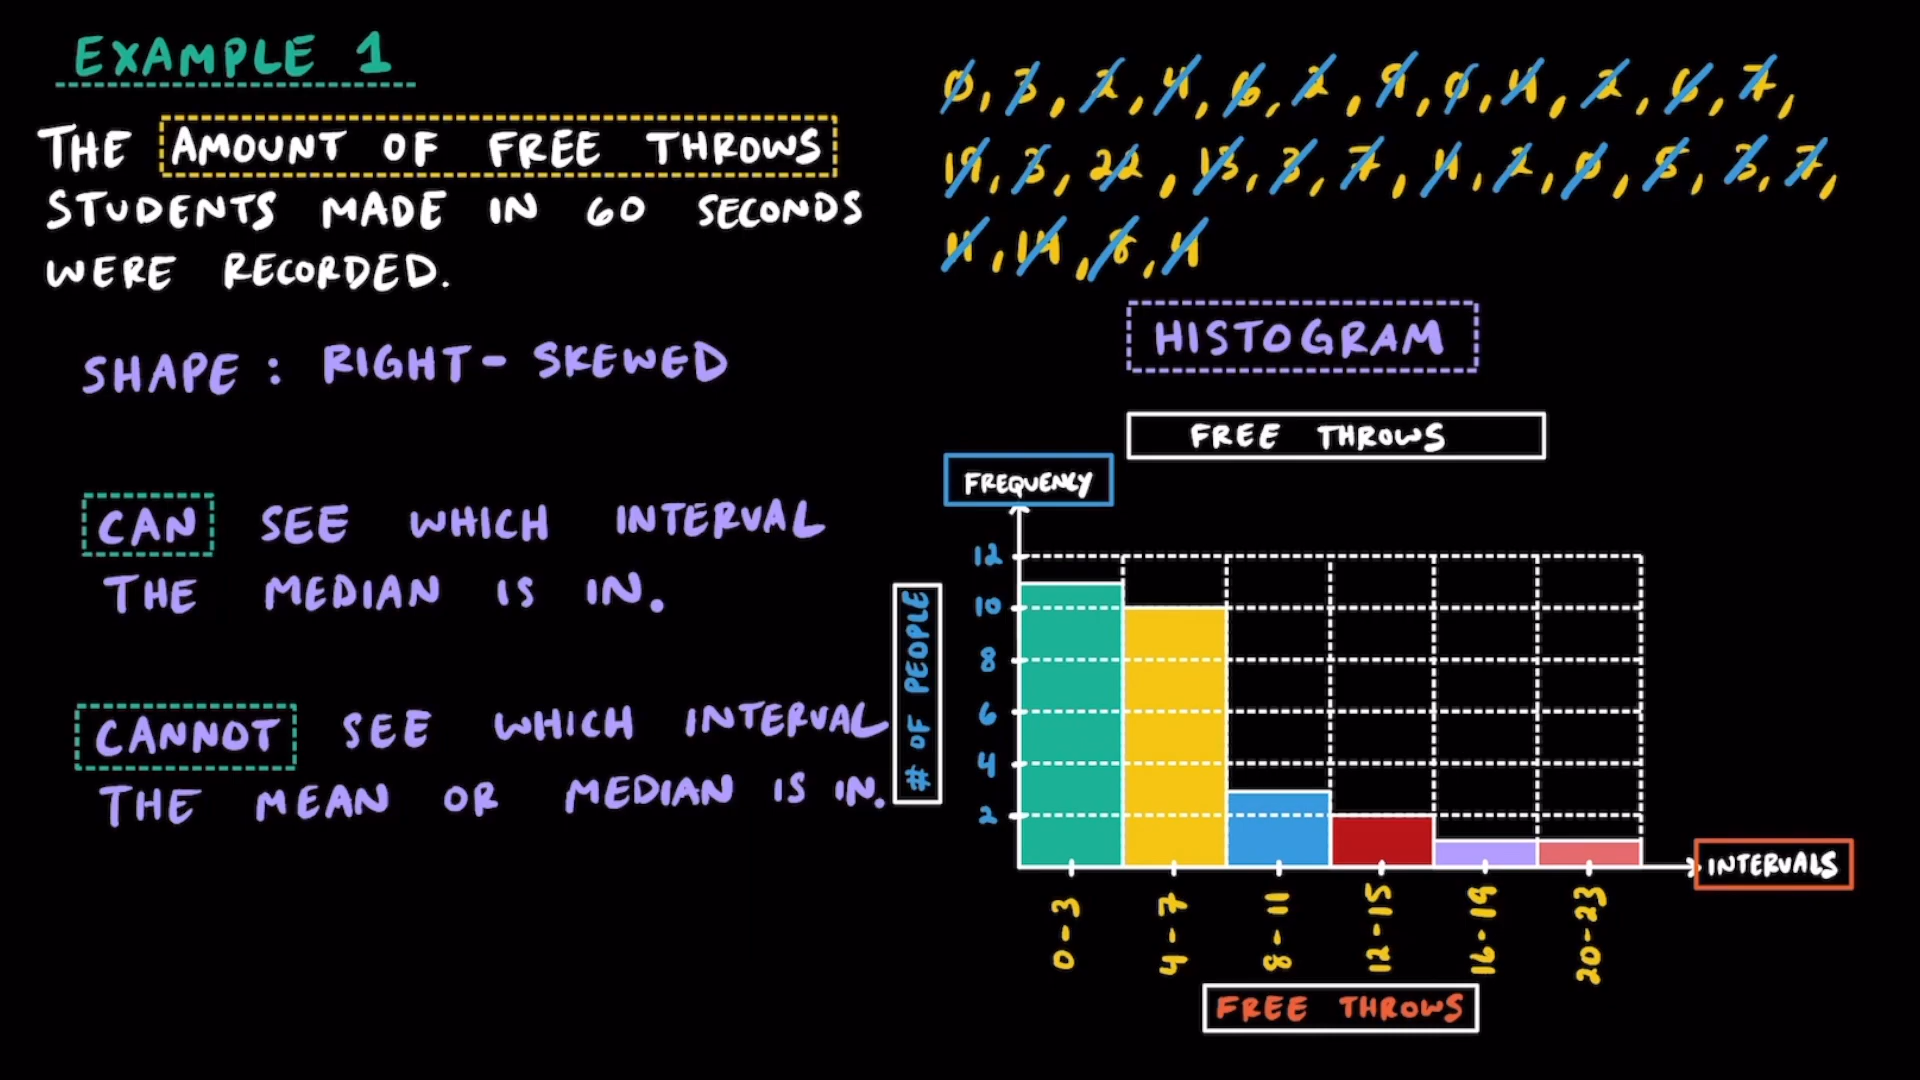 EXAMPLE 1
THE AMOUNT OF FREE THROWS
STUDENTS MADE IN 60 SECONDS
WERE RECORDED.
SHAPE : RIGHT - SKEWED
CAN SEE WHICH INTERVAL
THE MEDIAN IS IN.
CANNOT SEE WHICH INTERVAL
THE MEAN OR MEDIAN IS IN.
0, 3, 2, 4, 6, 2, 9, 0, 4, 2, 6, 7,
19, 3, 22, 13, 3, 7, 4, 2, 0, 8, 3, 7,
4, 14, 8, 4
HISTOGRAM
FREE THROWS
FREQUENCY
# OF PEOPLE
12
10
8
6
4
2
0-3
4-7
8-11
12-15
16-19
20-23
INTERVALS
FREE THROWS